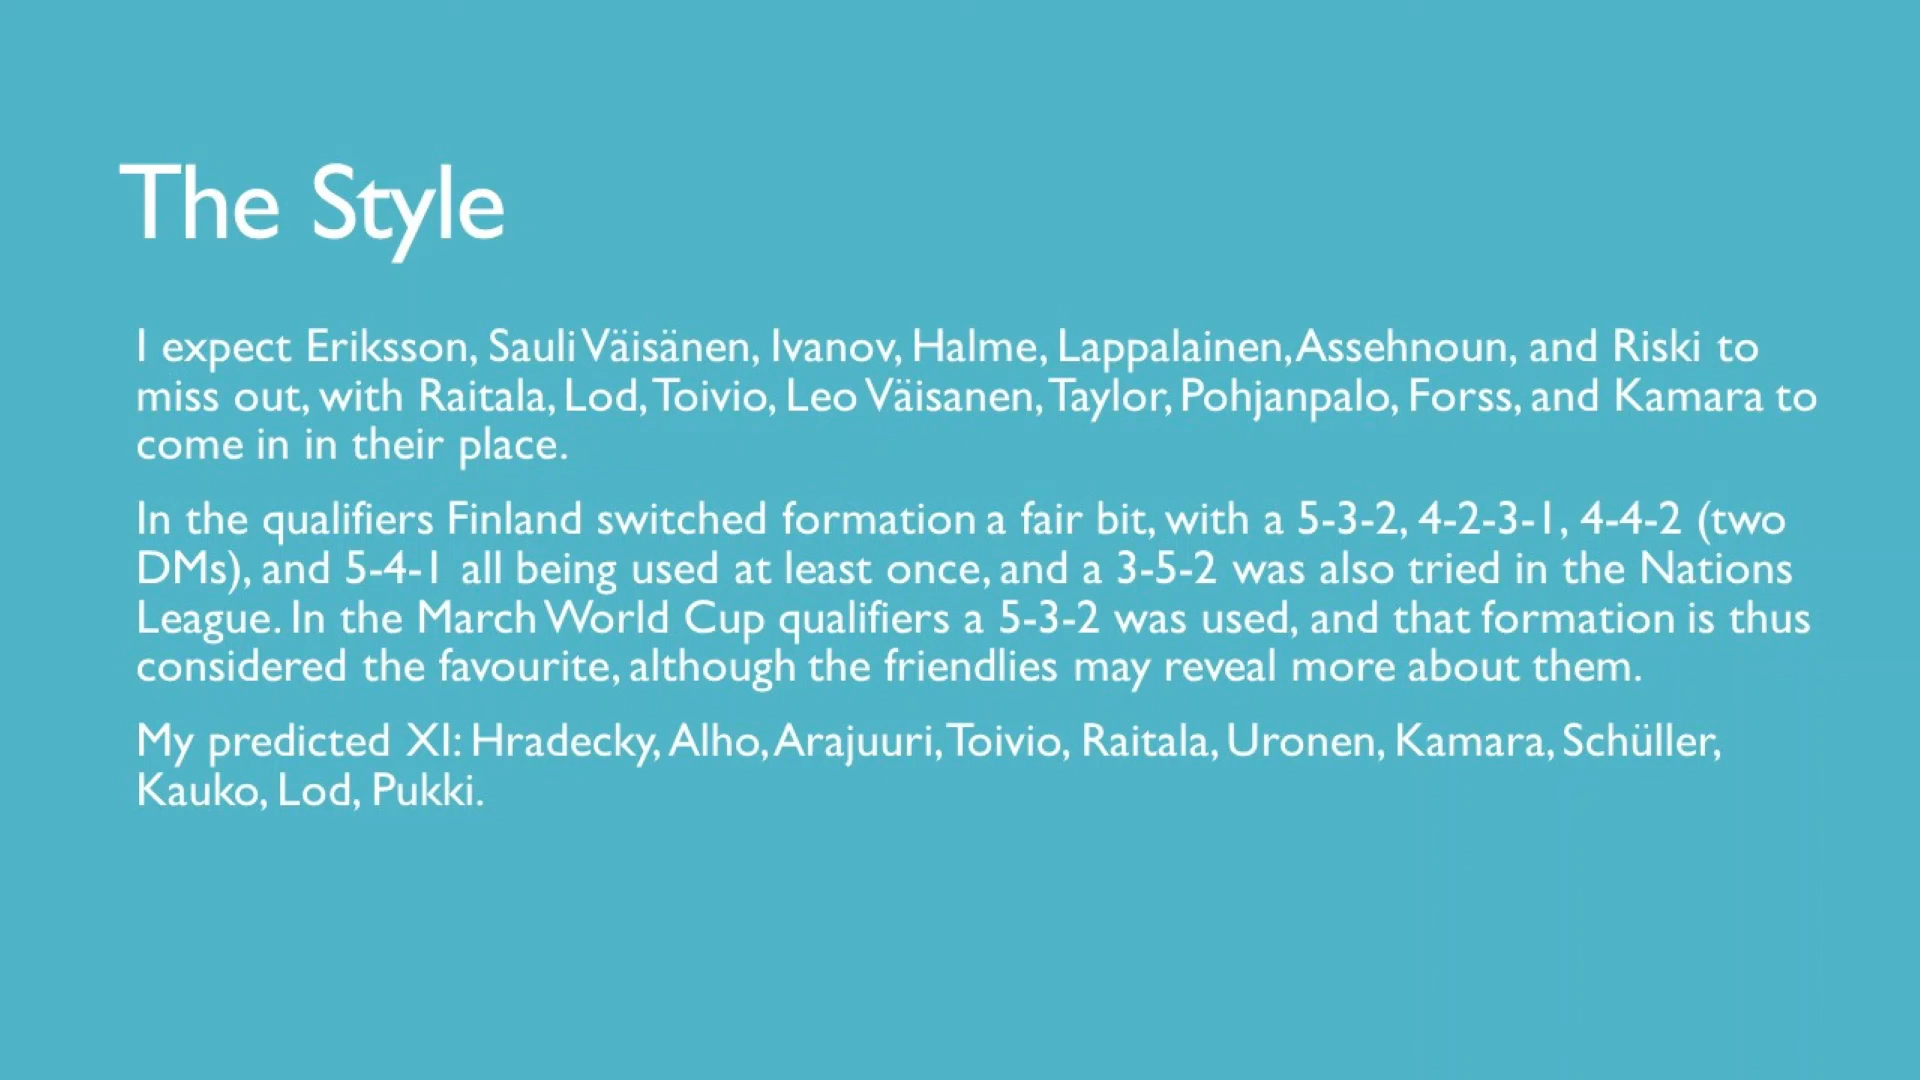 The Style
I expect Eriksson, Sauli Väisänen, Ivanov, Halme, Lappalainen, Assehnoun, and Riski to
miss out, with Raitala, Lod, Toivio, Leo Väisanen, Taylor, Pohjanpalo, Forss, and Kamara to
come in in their place.
In the qualifiers Finland switched formation a fair bit, with a 5-3-2, 4-2-3-1, 4-4-2 (two
DMs), and 5-4-1 all being used at least once, and a 3-5-2 was also tried in the Nations
League. In the March World Cup qualifiers a 5-3-2 was used, and that formation is thus
considered the favourite, although the friendlies may reveal more about them.
My predicted XI: Hradecky, Alho, Arajuuri, Toivio, Raitala, Uronen, Kamara, Schüller,
Kauko, Lod, Pukki.